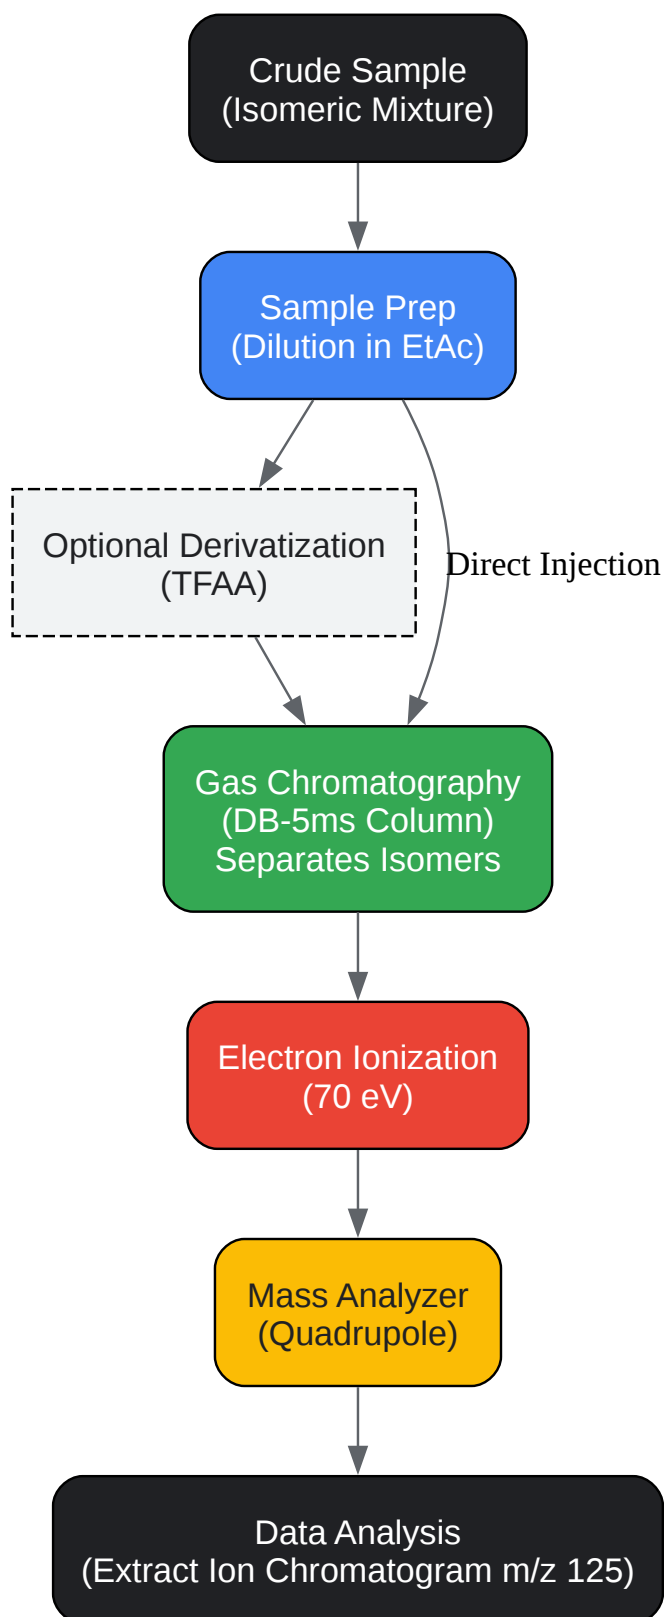 Crude Sample
(Isomeric Mixture)
Sample Prep
(Dilution in EtAc)
Optional Derivatization
(TFAA)
Direct Injection
Gas Chromatography
(DB-5ms Column)
Separates Isomers
Electron Ionization
(70 eV)
Mass Analyzer
(Quadrupole)
Data Analysis
(Extract Ion Chromatogram m/z 125)